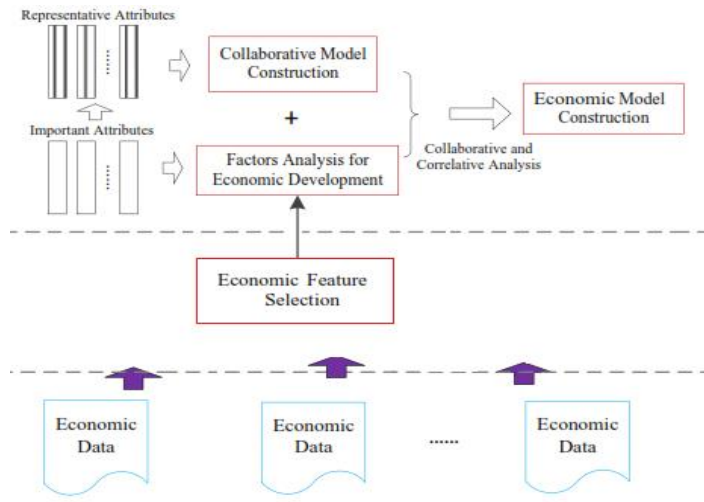 Representative Attributes
......
Collaborative Model
Construction
+
Economic Model
Construction
Important Attributes
......
Factors Analysis for
Economic Development
Collaborative and
Correlative Analysis
Economic Feature
Selection
Economic
Data
Economic
Data
......
Economic
Data